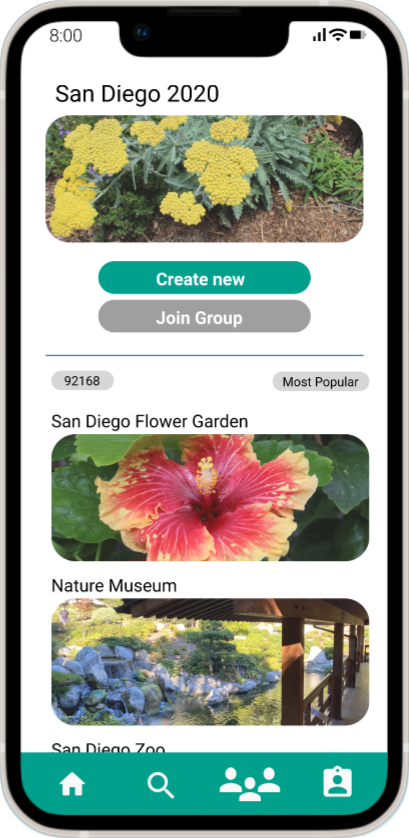 8:00
San Diego 2020
Create new
Join Group
92168
Most Popular
San Diego Flower Garden
Nature Museum
San Diego Zoo